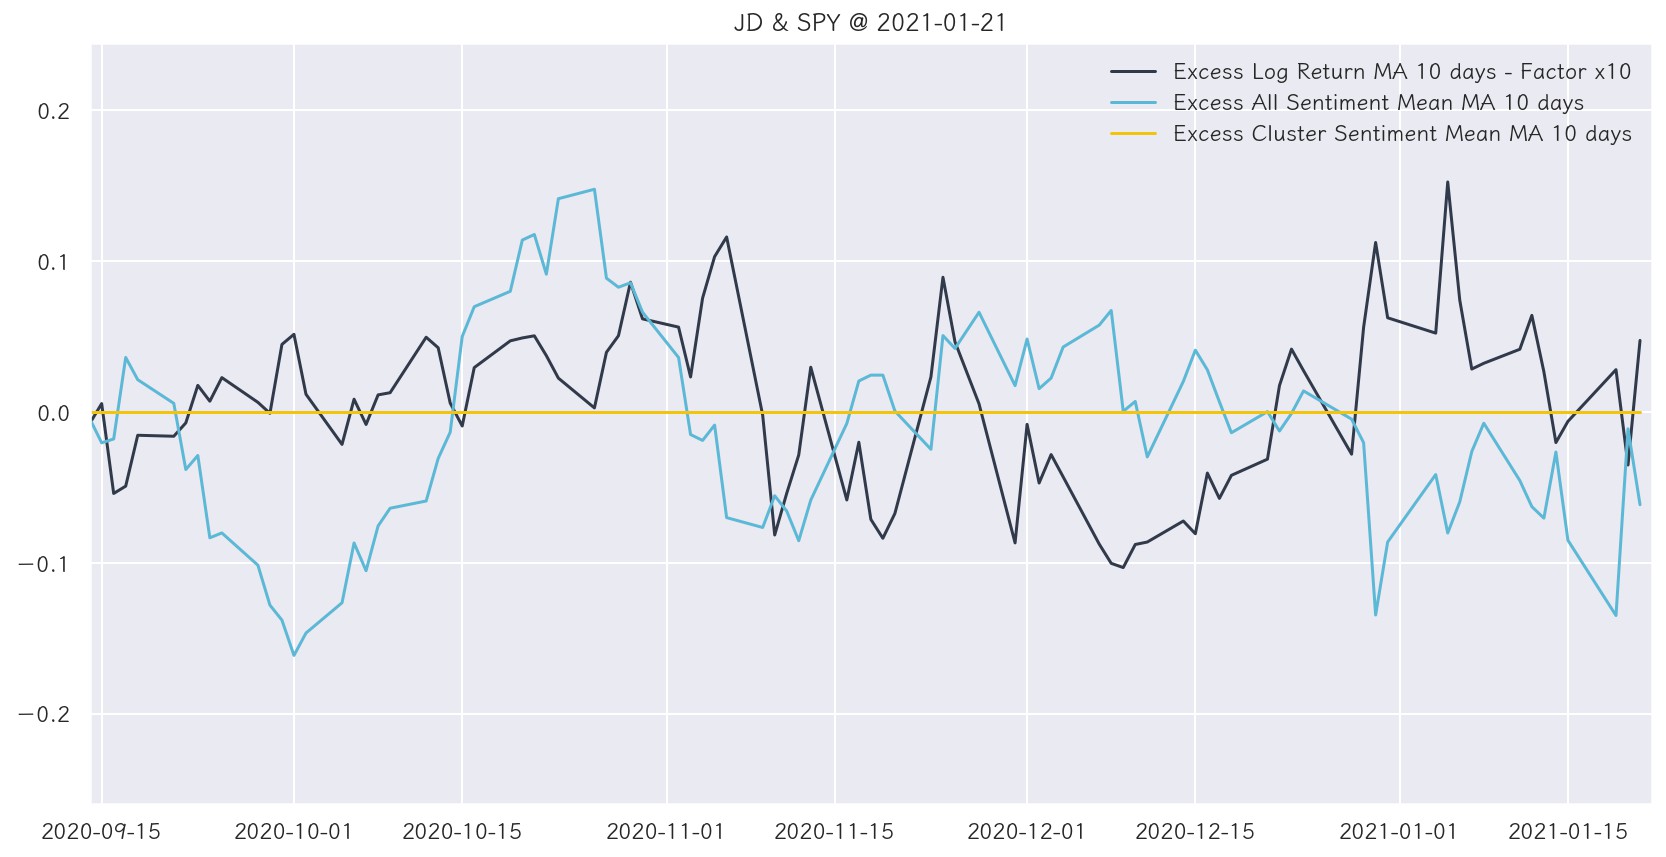 JD & SPY @ 2021-01-21
Excess Log Return MA 10 days - Factor x10
Excess All Sentiment Mean MA 10 days
Excess Cluster Sentiment Mean MA 10 days
0.2
0.1
0.0
−0.1
−0.2
2020-09-15 2020-10-01 2020-10-15 2020-11-01 2020-11-15 2020-12-01 2020-12-15 2021-01-01 2021-01-15